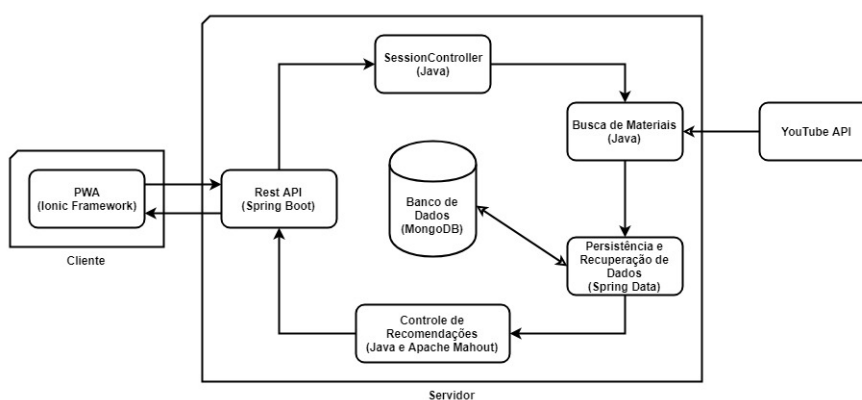 SessionController
(Java)
Busca de Materiais
(Java)
YouTube API
PWA
(Ionic Framework)
Rest API
(Spring Boot)
Banco de
Dados
(MongoDB)
Cliente
Persistência e
Recuperação de
Dados
(Spring Data)
Controle de
Recomendações
(Java e Apache Mahout)
Servidor